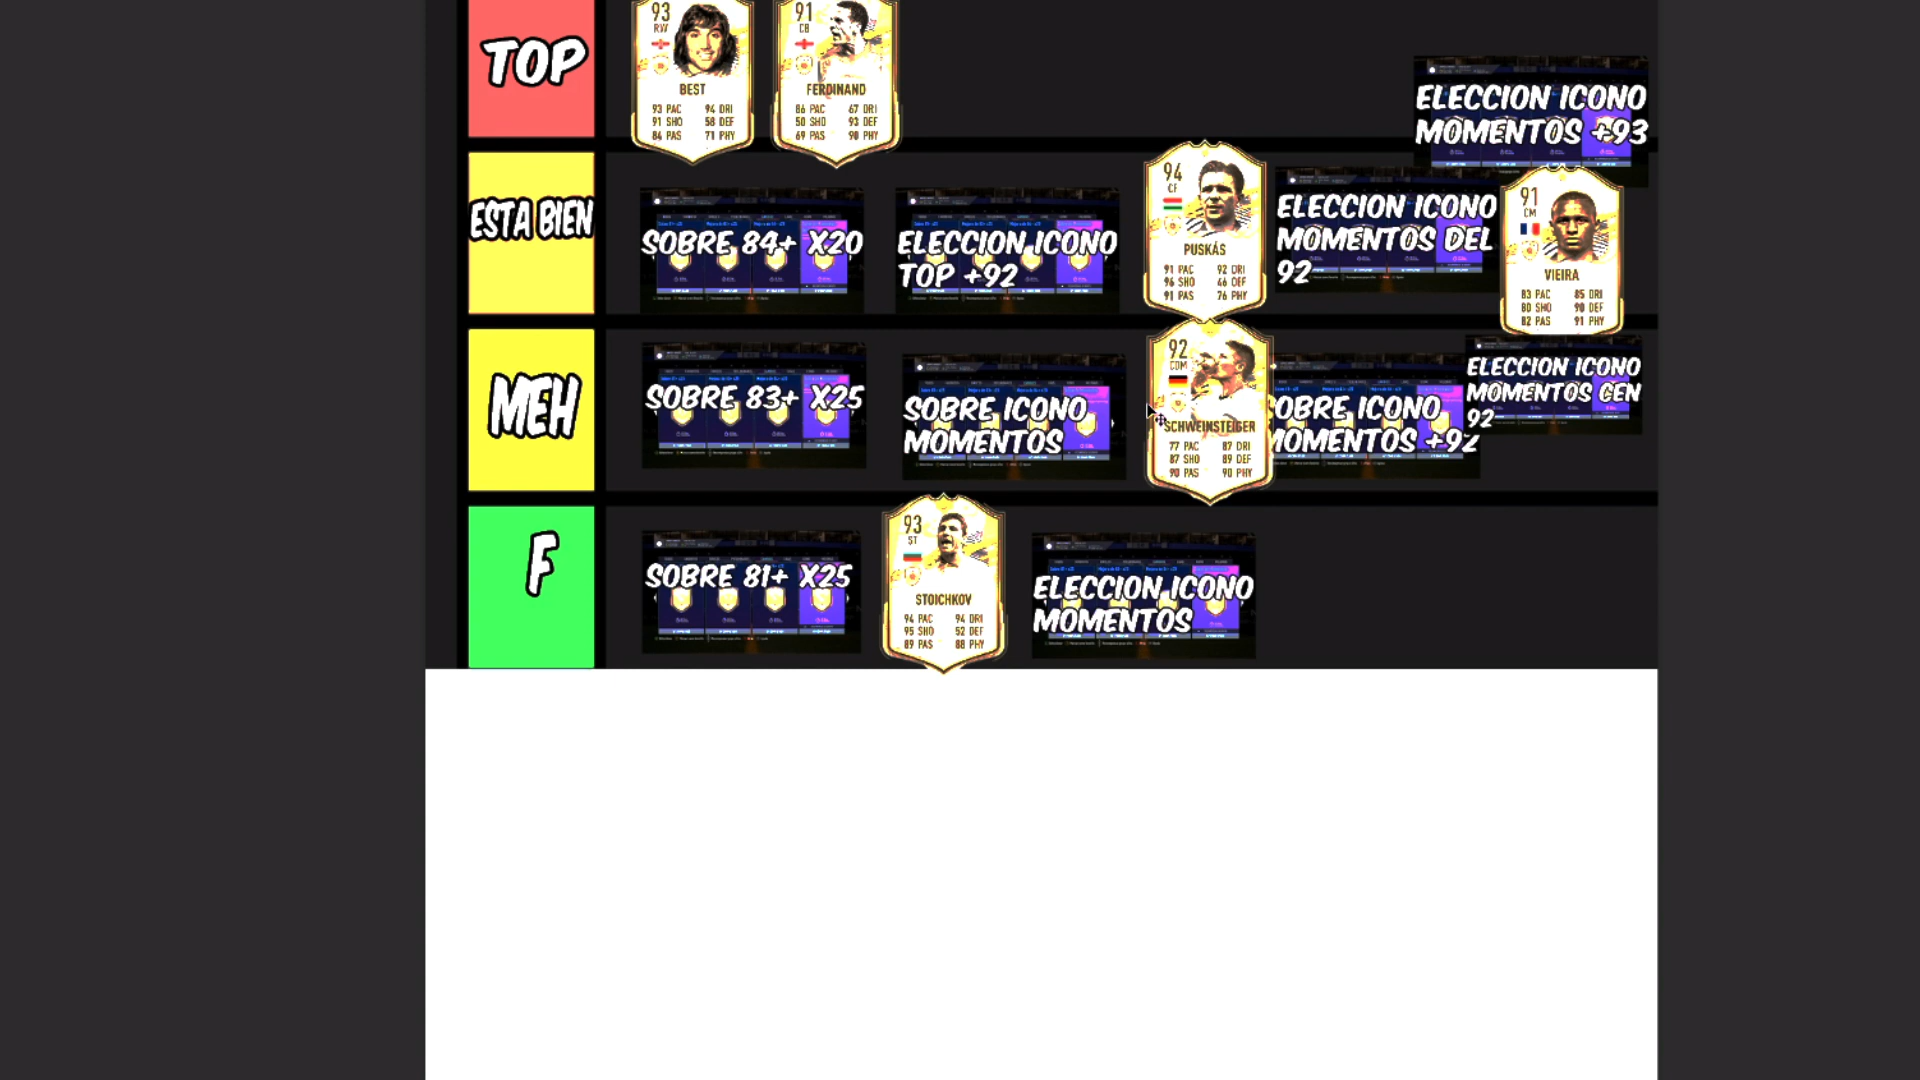 TOP
93
RW
BEST
93 PAC 94 DRI
91 SHO 58 DEF
84 PAS 71 PHY
91
CB
FERDINAND
86 PAC 67 DRI
50 SHO 93 DEF
69 PAS 90 PHY
ELECCION ICONO
MOMENTOS +93
ESTA BIEN
SOBRE 84+ X20
ELECCION ICONO
TOP +92
94
CF
PUSKÁS
91 PAC 92 DRI
96 SHO 46 DEF
91 PAS 76 PHY
ELECCION ICONO
MOMENTOS DEL
92
91
CM
VIEIRA
83 PAC 85 DRI
80 SHO 90 DEF
82 PAS 91 PHY
MEH
SOBRE 83+ X25
SOBRE ICONO
MOMENTOS
92
CDM
SCHWEINSTEIGER
77 PAC 87 DRI
87 SHO 89 DEF
90 PAS 90 PHY
OBRE ICONO
MOMENTOS +92
ELECCION ICONO
MOMENTOS CEN
92
F
SOBRE 81+ X25
93
ST
STOICHKOV
94 PAC 94 DRI
95 SHO 52 DEF
89 PAS 88 PHY
ELECCION ICONO
MOMENTOS